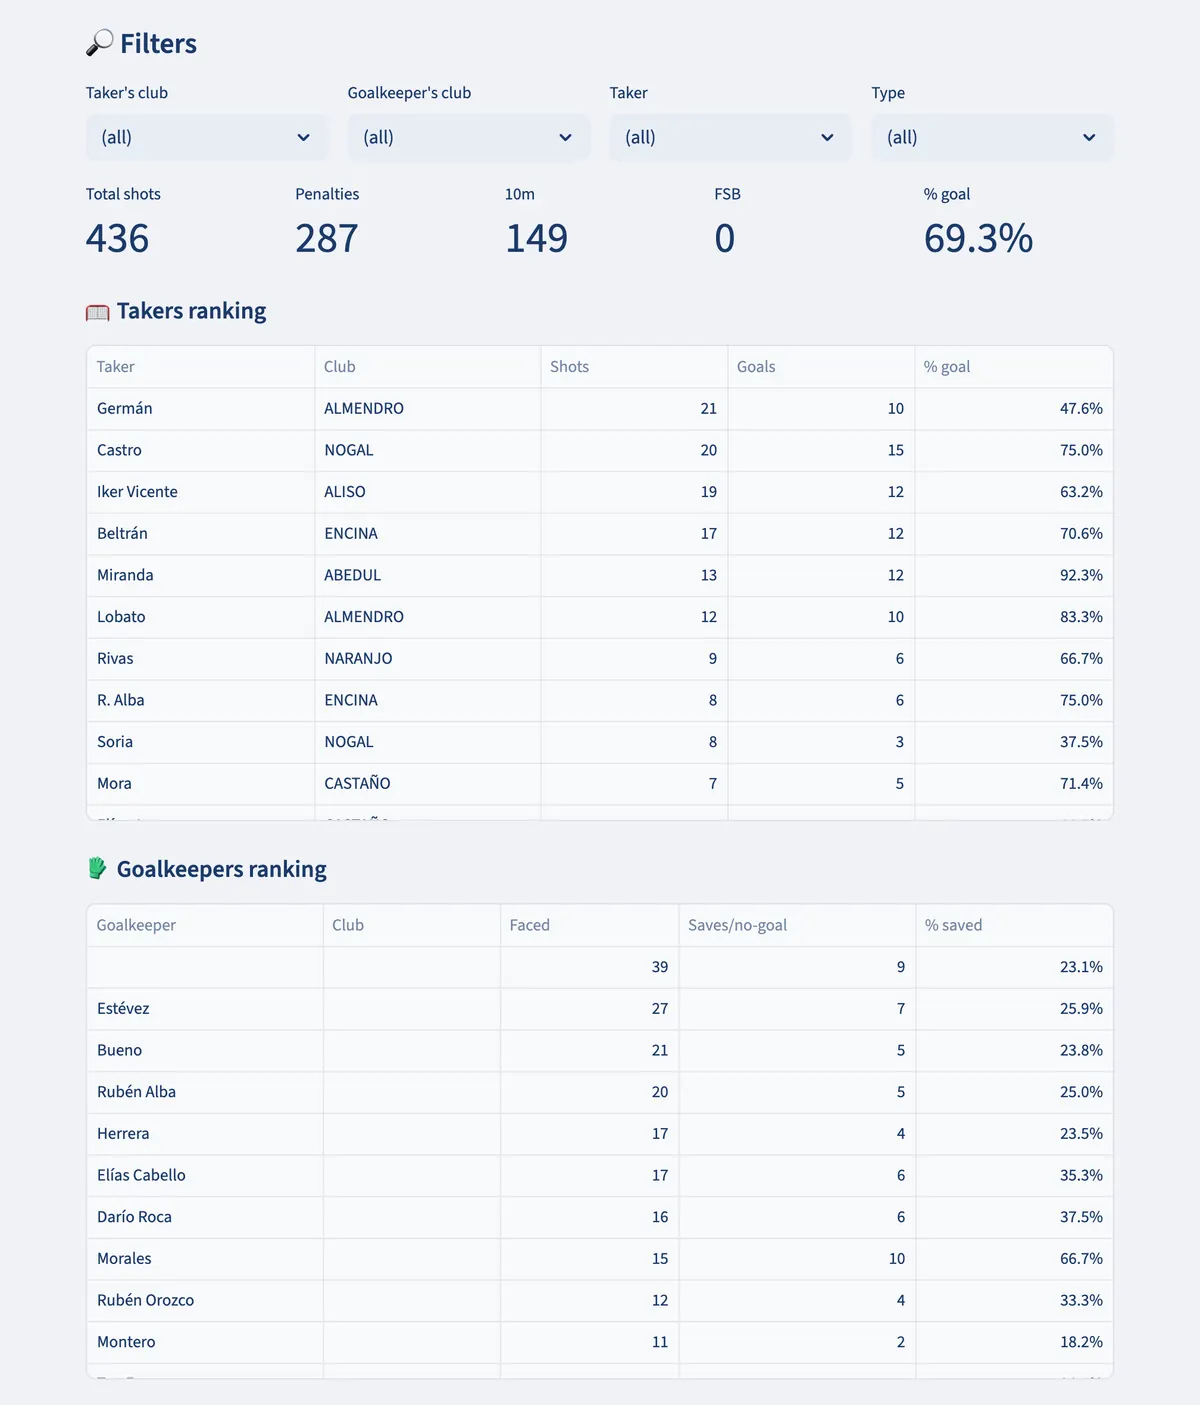 Filters
Taker's club Goalkeeper's club Taker Type
(all) (all) (all) (all)
Total shots Penalties 10m FSB % goal
436 287 149 0 69.3%
Takers ranking
Taker Club Shots Goals % goal
Germán ALMENDRO 21 10 47.6%
Castro NOGAL 20 15 75.0%
Iker Vicente ALISO 19 12 63.2%
Beltrán ENCINA 17 12 70.6%
Miranda ABEDUL 13 12 92.3%
Lobato ALMENDRO 12 10 83.3%
Rivas NARANJO 9 6 66.7%
R. Alba ENCINA 8 6 75.0%
Soria NOGAL 8 3 37.5%
Mora CASTAÑO 7 5 71.4%
Goalkeepers ranking
Goalkeeper Club Faced Saves/no-goal % saved
39 9 23.1%
Estévez 27 7 25.9%
Bueno 21 5 23.8%
Rubén Alba 20 5 25.0%
Herrera 17 4 23.5%
Elías Cabello 17 6 35.3%
Darío Roca 16 6 37.5%
Morales 15 10 66.7%
Rubén Orozco 12 4 33.3%
Montero 11 2 18.2%